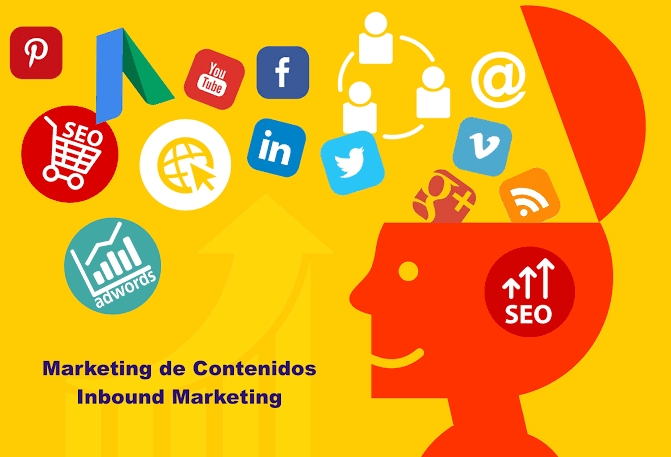 You
Tube
SEO
in
adwords
SEO
Marketing de Contenidos
Inbound Marketing